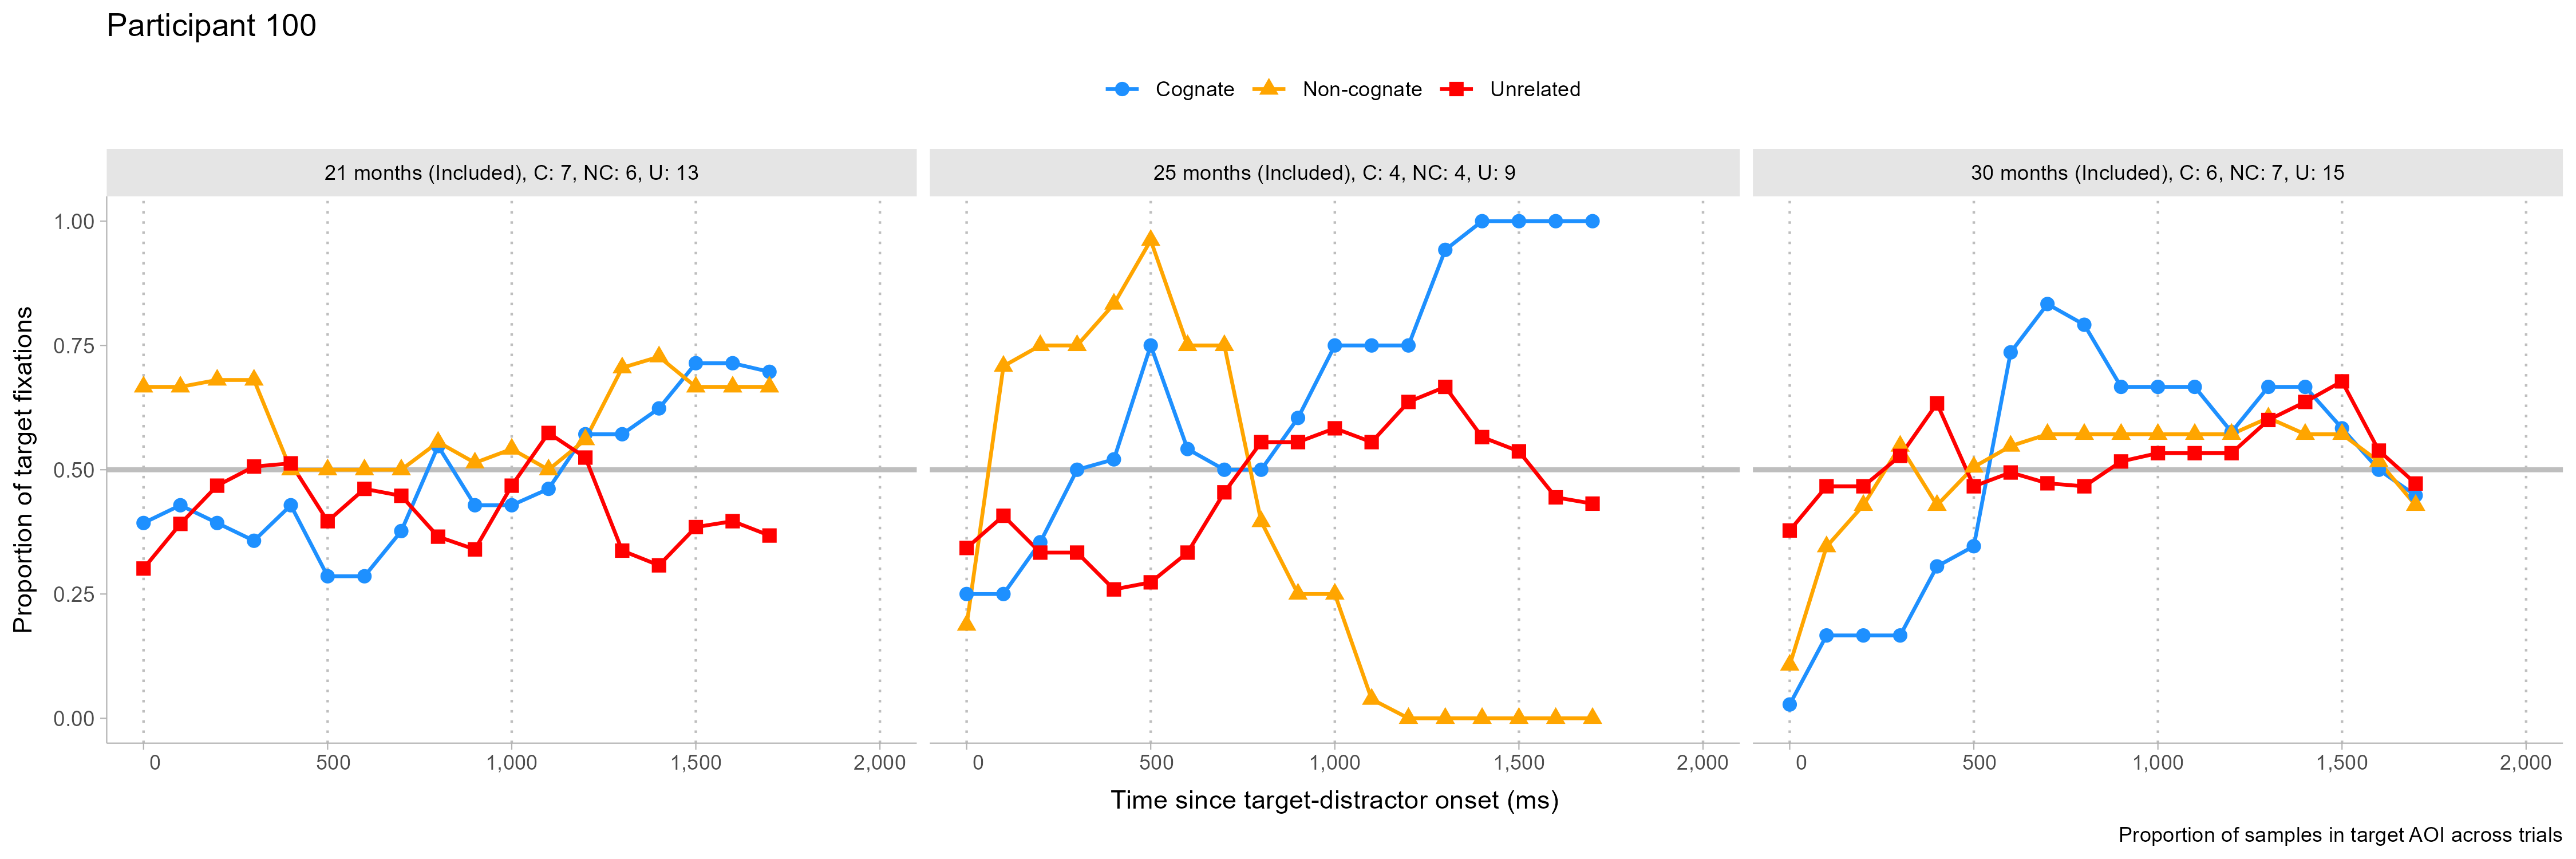 Participant 100
Cognate Non-cognate Unrelated
21 months (Included), C: 7, NC: 6, U: 13
25 months (Included), C: 4, NC: 4, U: 9
30 months (Included), C: 6, NC: 7, U: 15
Proportion of target fixations
1.00
0.75
0.50
0.25
0.00
0 500 1,000 1,500 2,000
0 500 1,000 1,500 2,000
0 500 1,000 1,500 2,000
Time since target-distractor onset (ms)
Proportion of samples in target AOI across trials